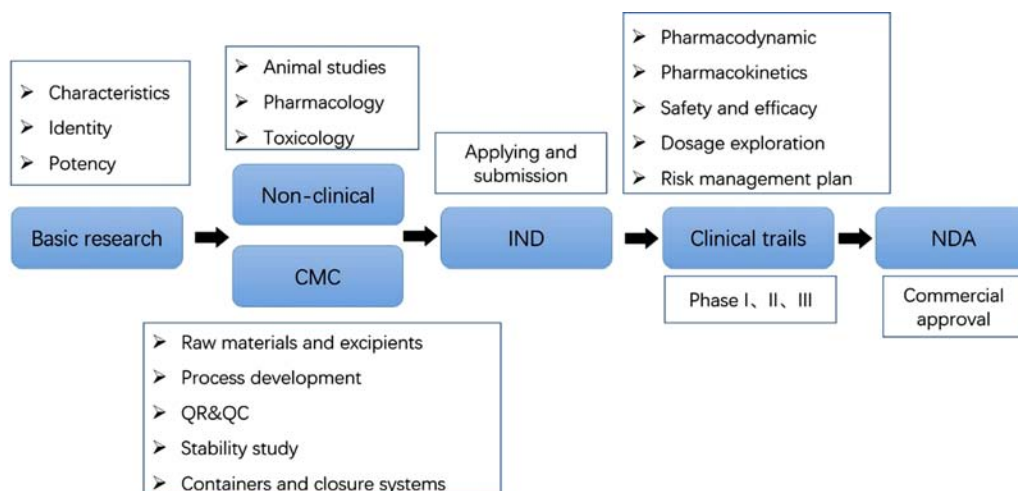 Characteristics
Identity
Potency
Basic research
Animal studies
Pharmacology
Toxicology
Non-clinical
CMC
Raw materials and excipients
Process development
QR&QC
Stability study
Containers and closure systems
Applying and
submission
IND
Pharmacodynamic
Pharmacokinetics
Safety and efficacy
Dosage exploration
Risk management plan
Clinical trails
Phase I、II、III
NDA
Commercial
approval